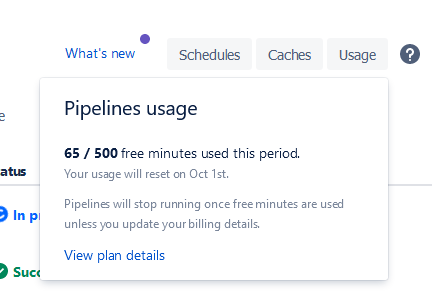 What's new
Schedules
Caches
Usage
?
Pipelines usage
e
65 / 500 free minutes used this period.
atus
Your usage will reset on Oct 1st.
Pipelines will stop running once free minutes are used
In pr
unless you update your billing details.
View plan details
Succ